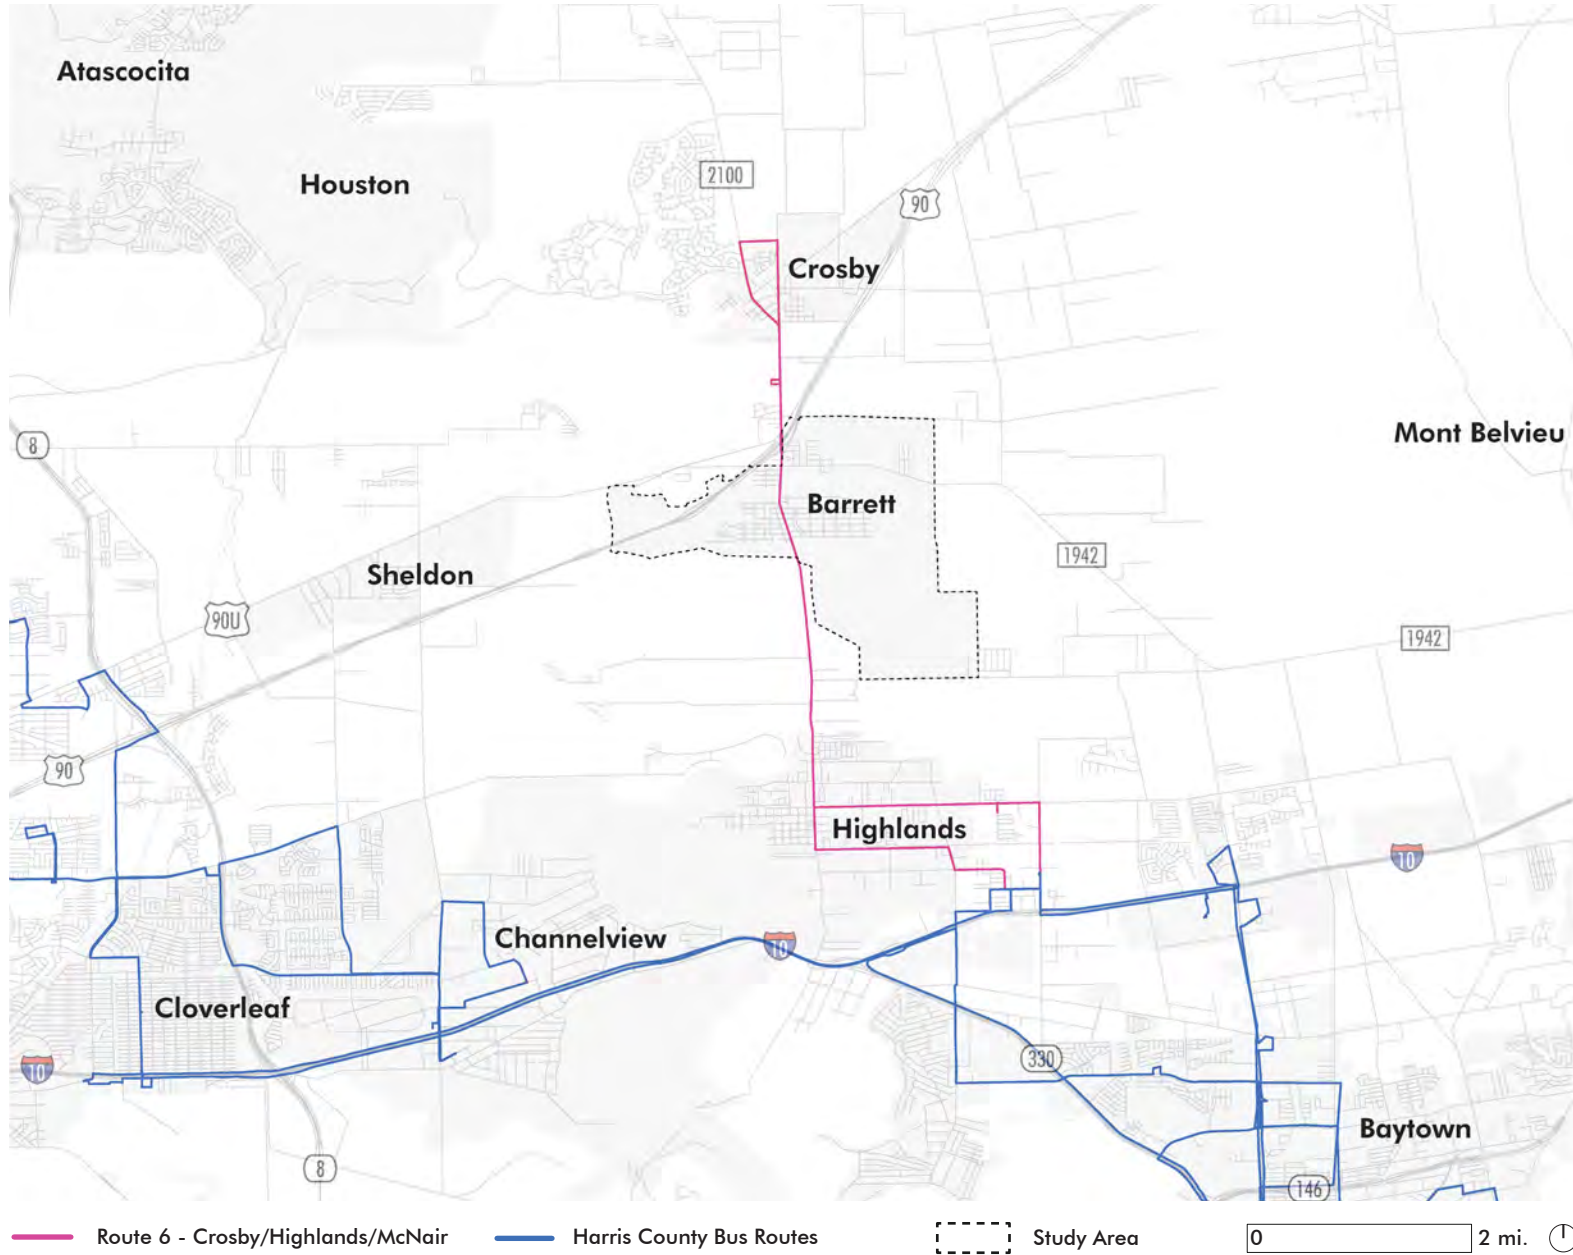 Atascocita
Houston
2100
90
Crosby
8
Mont Belvieu
Barrett
1942
Sheldon
90U
1942
90
Highlands
10
Channelview
10
Cloverleaf
330
10
Baytown
8
146
Route 6 - Crosby/Highlands/McNair
Harris County Bus Routes
Study Area
0
2 mi.